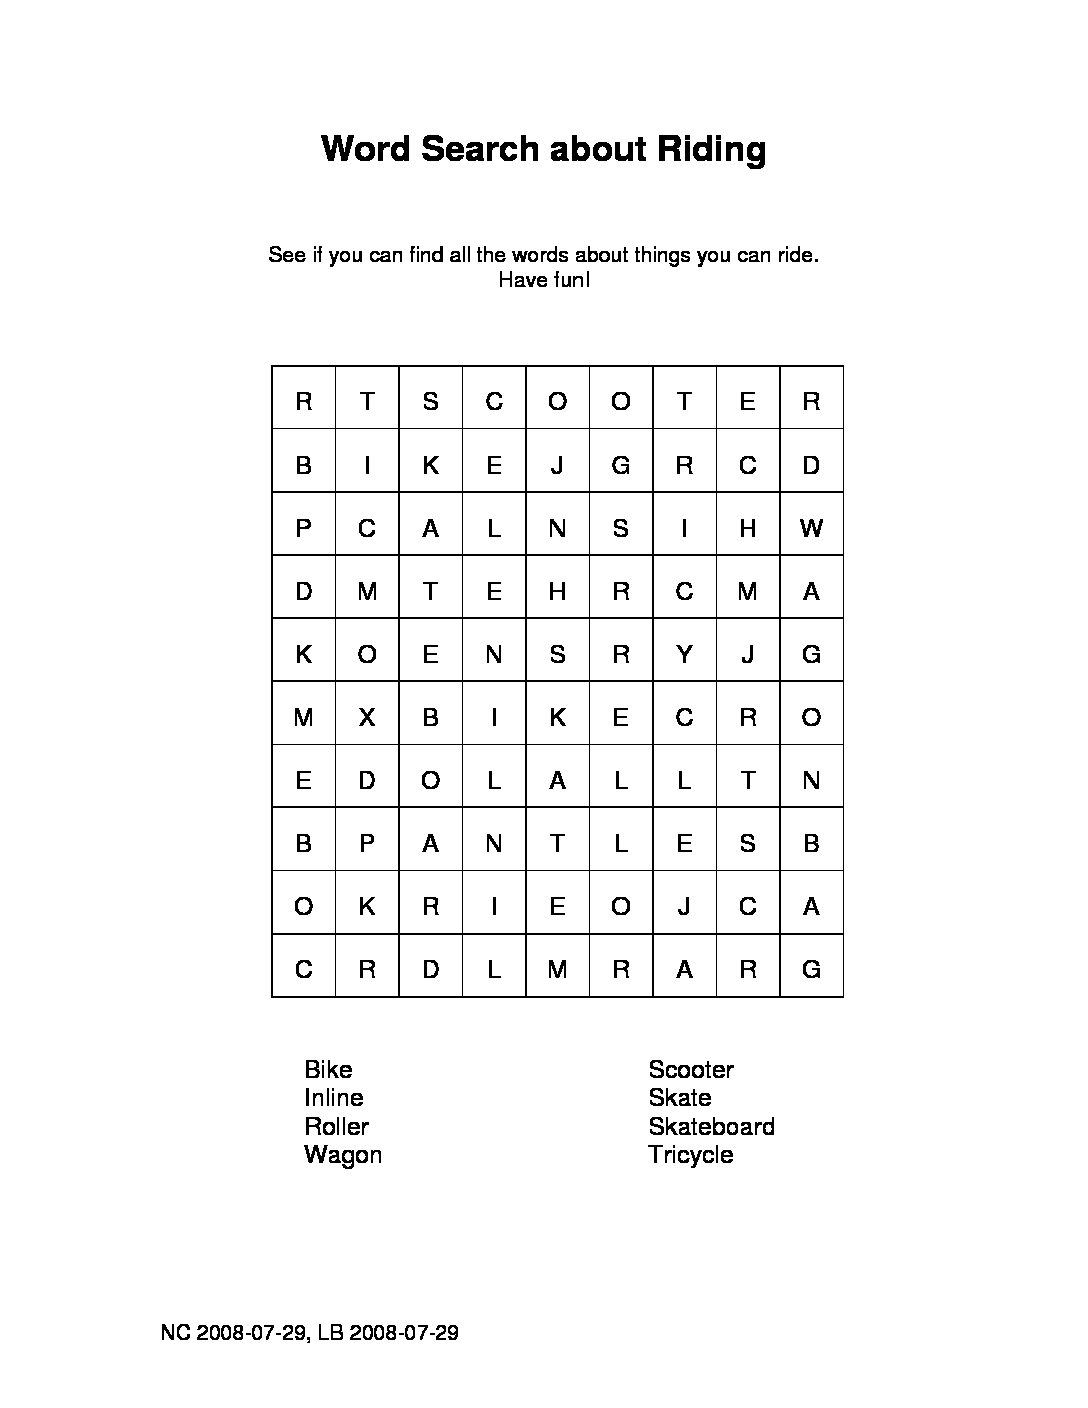 Word Search about Riding
See if you can find all the words about things you can ride.
Have fun!
R T S C O O T E R
B I K E J G R C D
P C A L N S I H W
D M T E H R C M A
K O E N S R Y J G
M X B I K E C R O
E D O L A L L T N
B P A N T L E S B
O K R I E O J C A
C R D L M R A R G
Bike Scooter
Inline Skate
Roller Skateboard
Wagon Tricycle
NC 2008-07-29, LB 2008-07-29